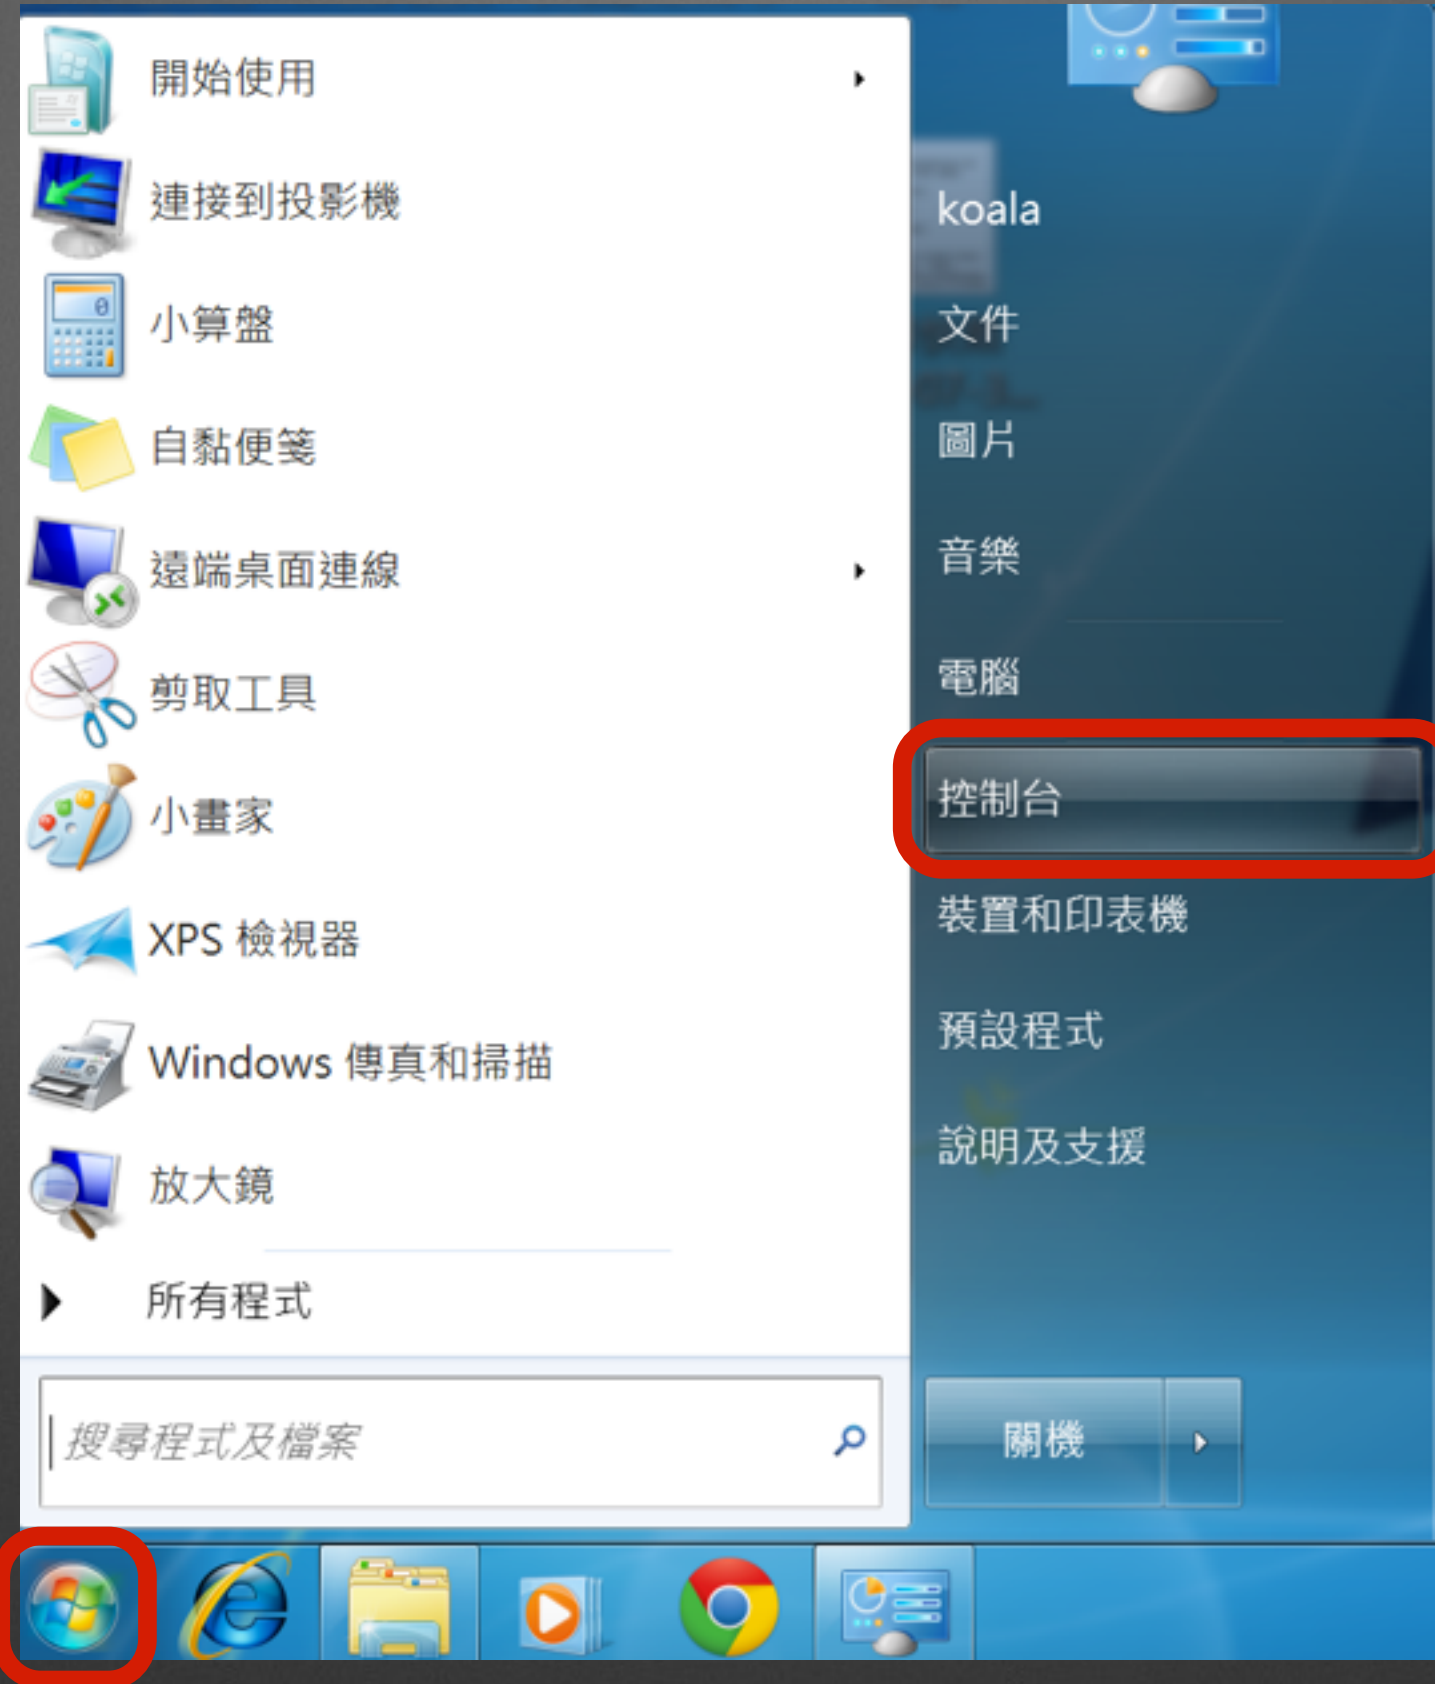 開始使用
連接到投影機
小算盤
自黏便箋
遠端桌面連線
剪取工具
小畫家
XPS 檢視器
Windows 傳真和掃描
放大鏡
所有程式
搜尋程式及檔案
koala
文件
圖片
音樂
電腦
控制台
裝置和印表機
預設程式
說明及支援
關機